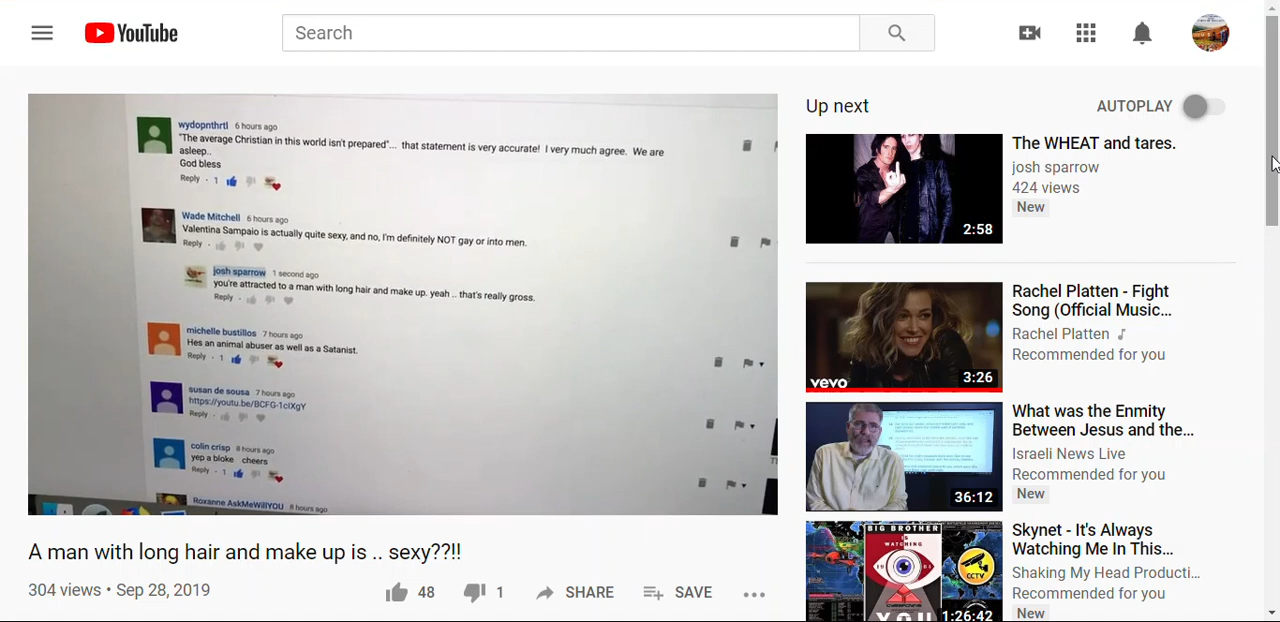 YouTube
Search
wydopnthrtl 6 hours ago
"The average Christian in this world isn't prepared"... that statement is very accurate! I very much agree. We are
asleep..
God bless
Reply · 1
Wade Mitchell 6 hours ago
Valentina Sampaio is actually quite sexy, and no, I'm definitely NOT gay or into men.
Reply ·
josh sparrow 1 second ago
you're attracted to a man with long hair and make up. yeah .. that's really gross.
Reply ·
michelle bustillos 7 hours ago
Hes an animal abuser as well as a Satanist.
Reply · 1
susan de sousa 7 hours ago
https://youtu.be/BCFG-1cIXgY
Reply ·
colin crisp 8 hours ago
yep a bloke cheers
Reply · 1
Roxanne AskMeWillYOU 8 hours ago
A man with long hair and make up is .. sexy??!!
304 views • Sep 28, 2019
48
1
SHARE
SAVE
Up next
AUTOPLAY
2:58
The WHEAT and tares.
josh sparrow
424 views
New
vevo
3:26
Rachel Platten - Fight
Song (Official Music...
Rachel Platten
Recommended for you
36:12
What was the Enmity
Between Jesus and the...
Israeli News Live
Recommended for you
New
BIG BROTHER
IS
WATCHING
1984
CCTV
YOU
1:26:42
Skynet - It's Always
Watching Me In This...
Shaking My Head Producti...
Recommended for you
New